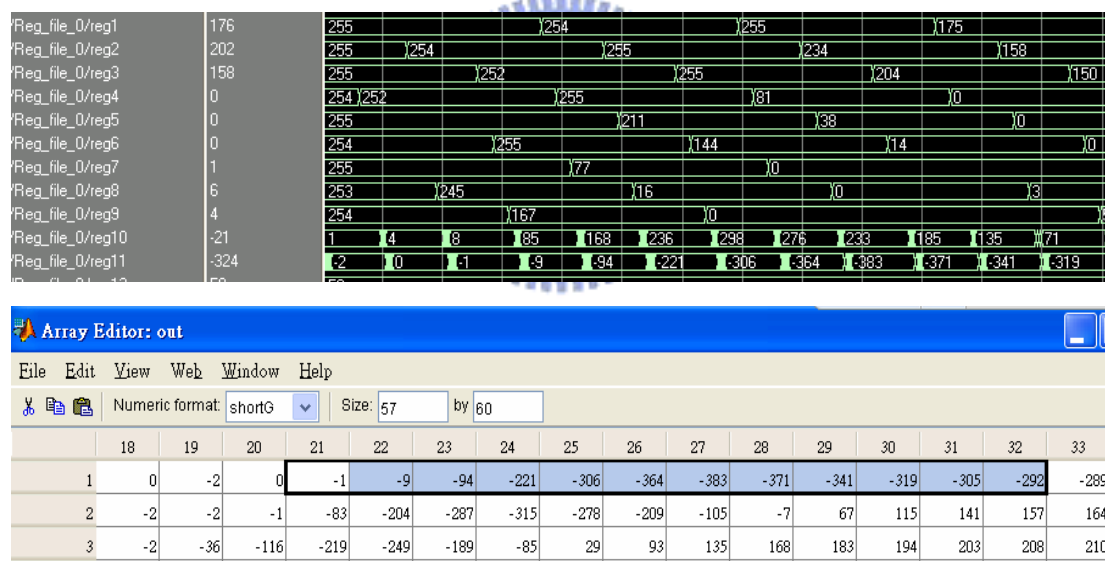 /Reg_file_0/reg1 176 255 254 255 175
/Reg_file_0/reg2 202 255 254 255 234 158
/Reg_file_0/reg3 158 255 252 255 204 150
/Reg_file_0/reg4 0 254 252 255 81 0
/Reg_file_0/reg5 0 255 211 38 0
/Reg_file_0/reg6 0 254 255 144 14 0
/Reg_file_0/reg7 1 255 77 0
/Reg_file_0/reg8 6 253 245 16 0 3
/Reg_file_0/reg9 4 254 167 0
/Reg_file_0/reg10 -21 1 4 8 85 168 236 298 276 233 185 135 71
/Reg_file_0/reg11 -324 -2 0 -1 -9 -94 -221 -306 -364 -383 -371 -341 -319
Array Editor: out
File Edit View Web Window Help
Numeric format: shortG Size: 57 by 60
18 19 20 21 22 23 24 25 26 27 28 29 30 31 32 33
1 0 -2 0 -1 -9 -94 -221 -306 -364 -383 -371 -341 -319 -305 -292 -289
2 -2 -2 -1 -83 -204 -287 -315 -278 -209 -105 -7 67 115 141 157 164
3 -2 -36 -116 -219 -249 -189 -85 29 93 135 168 183 194 203 208 210